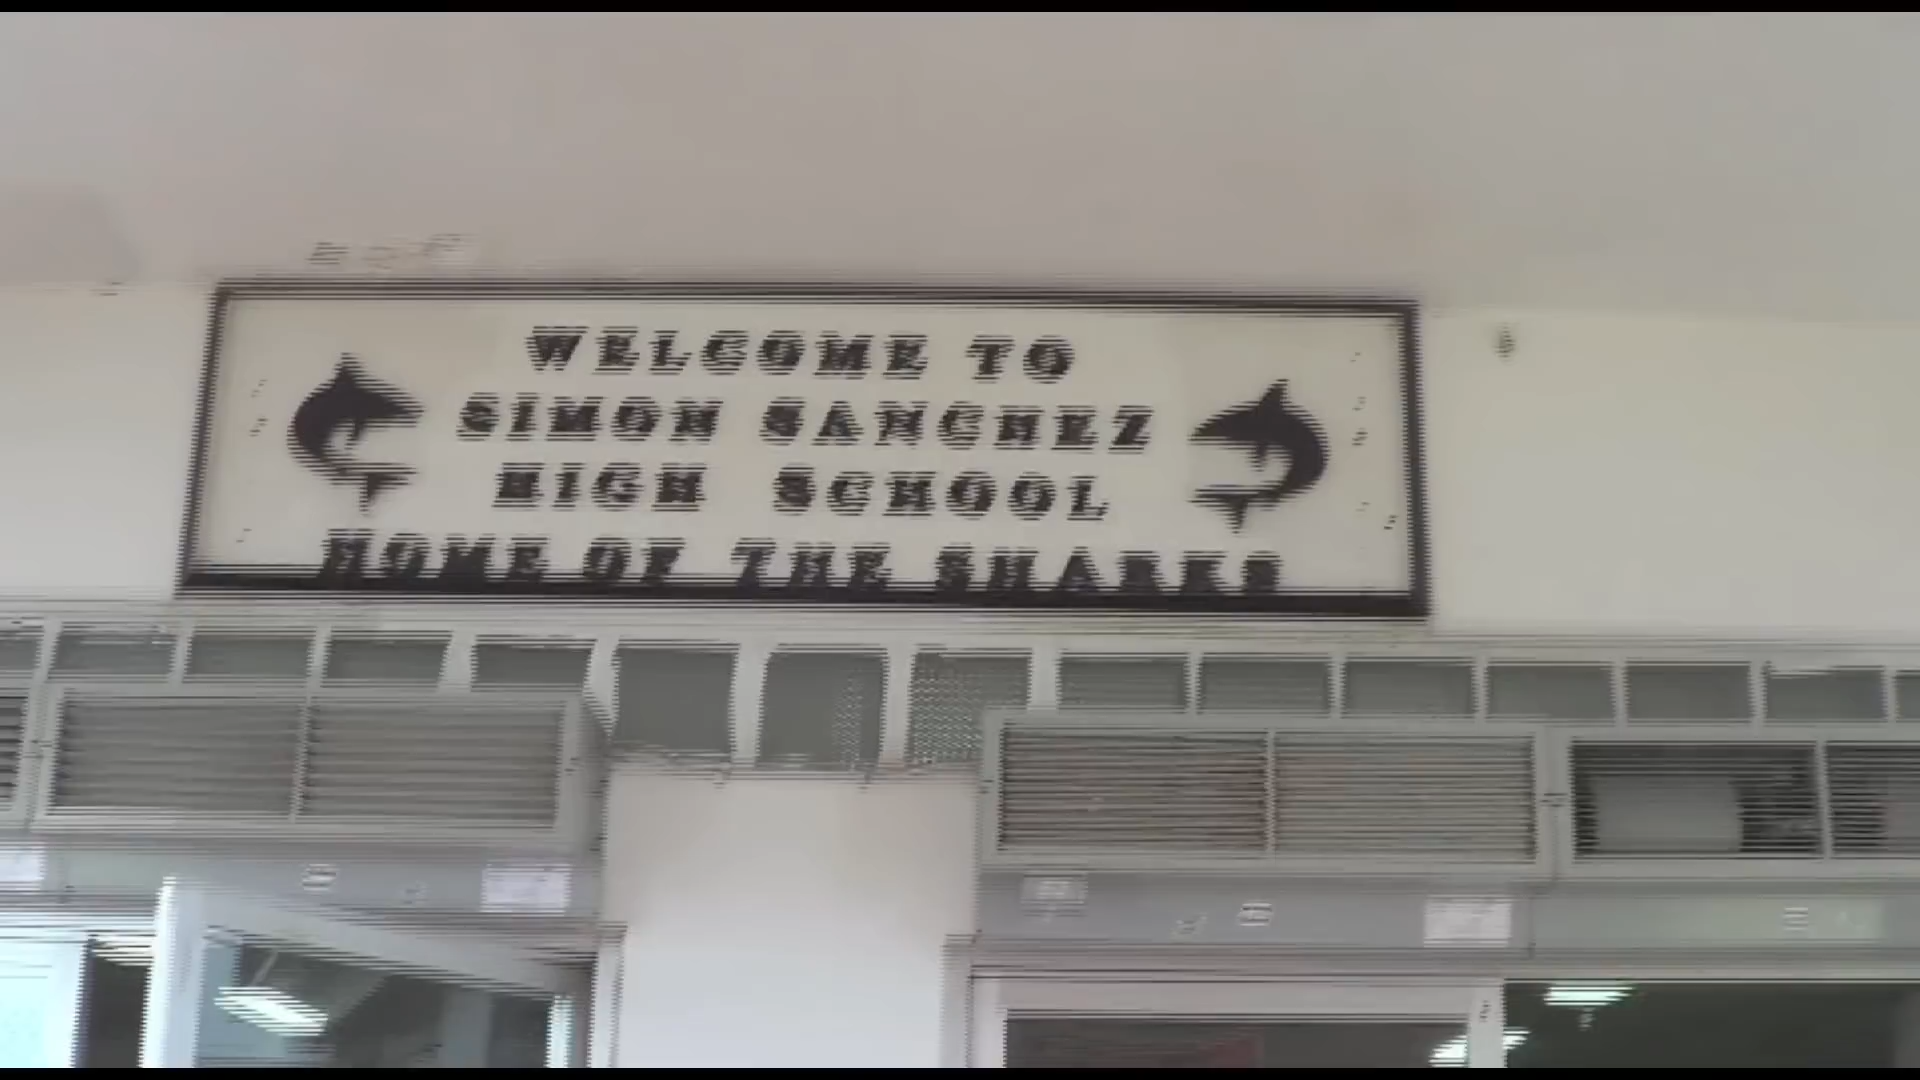 WELCOME TO
SIMON SANCHEZ
HIGH SCHOOL
HOME OF THE SHARKS